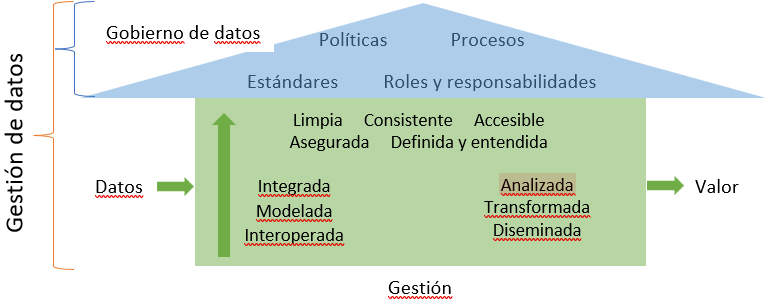 Gestión de datos
Gobierno de datos
Políticas Procesos
Estándares Roles y responsabilidades
Limpia Consistente Accesible
Asegurada Definida y entendida
Datos
Integrada
Modelada
Interoperada
Analizada
Transformada
Diseminada
Valor
Gestión